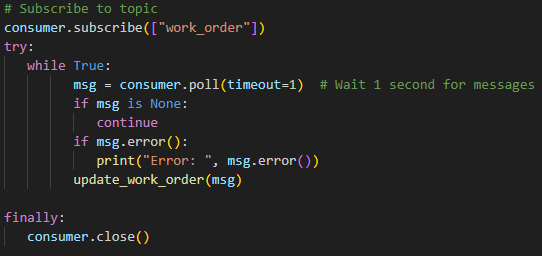 # Subscribe to topic
consumer.subscribe(["work_order"])
try:
    while True:
        msg = consumer.poll(timeout=1)  # Wait 1 second for messages
        if msg is None:
            continue
        if msg.error():
            print("Error: ", msg.error())
        update_work_order(msg)

finally:
    consumer.close()